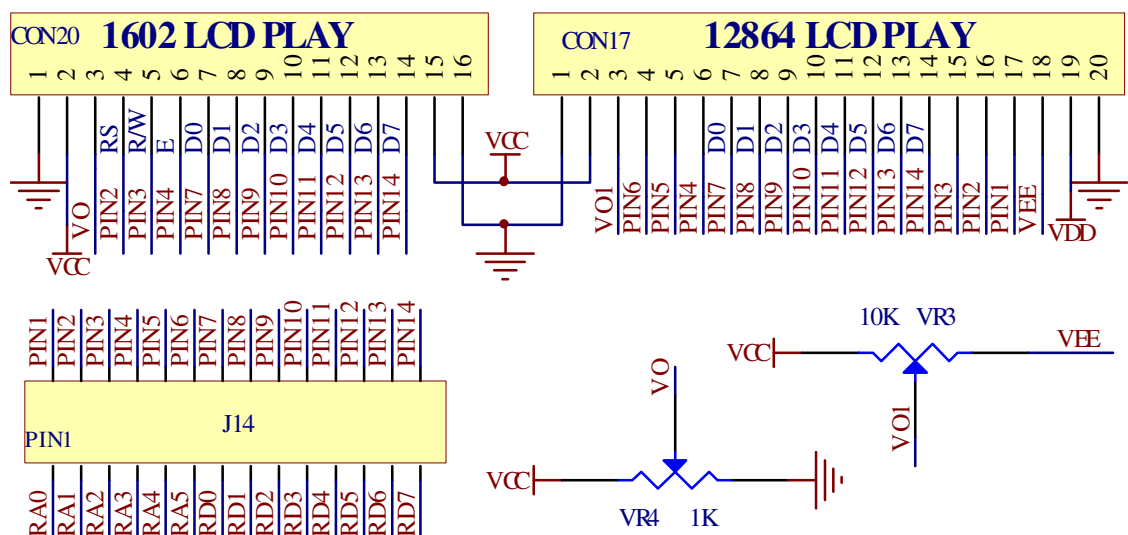 CON20 1602 LCD PLAY
1 2 3 4 5 6 7 8 9 10 11 12 13 14 15 16
RS R/W E D0 D1 D2 D3 D4 D5 D6 D7
VO PIN2 PIN3 PIN4 PIN7 PIN8 PIN9 PIN10 PIN11 PIN12 PIN13 PIN14
VCC
VCC
CON17 12864 LCD PLAY
1 2 3 4 5 6 7 8 9 10 11 12 13 14 15 16 17 18 19 20
D0 D1 D2 D3 D4 D5 D6 D7
VO1 PIN6 PIN5 PIN4 PIN7 PIN8 PIN9 PIN10 PIN11 PIN12 PIN13 PIN14 PIN3 PIN2 PIN1 VEE
VDD
PIN1 PIN2 PIN3 PIN4 PIN5 PIN6 PIN7 PIN8 PIN9 PIN10 PIN11 PIN12 PIN13 PIN14
J14
PIN1
RA0 RA1 RA2 RA3 RA4 RA5 RD0 RD1 RD2 RD3 RD4 RD5 RD6 RD7
10K VR3
VCC VEE
VO1
VO
VCC
VR4 1K